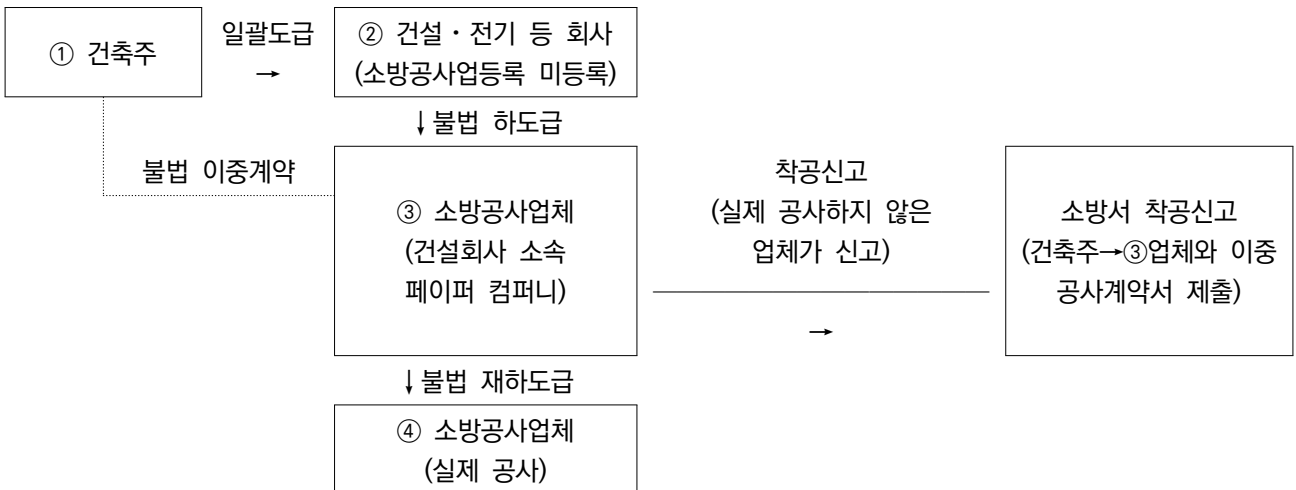 ① 건축주
일괄도급
→
② 건설·전기 등 회사
(소방공사업등록 미등록)
↓불법 하도급
불법 이중계약
③ 소방공사업체
(건설회사 소속
페이퍼 컴퍼니)
착공신고
(실제 공사하지 않은
업체가 신고)
→
소방서 착공신고
(건축주→③업체와 이중
공사계약서 제출)
↓불법 재하도급
④ 소방공사업체
(실제 공사)